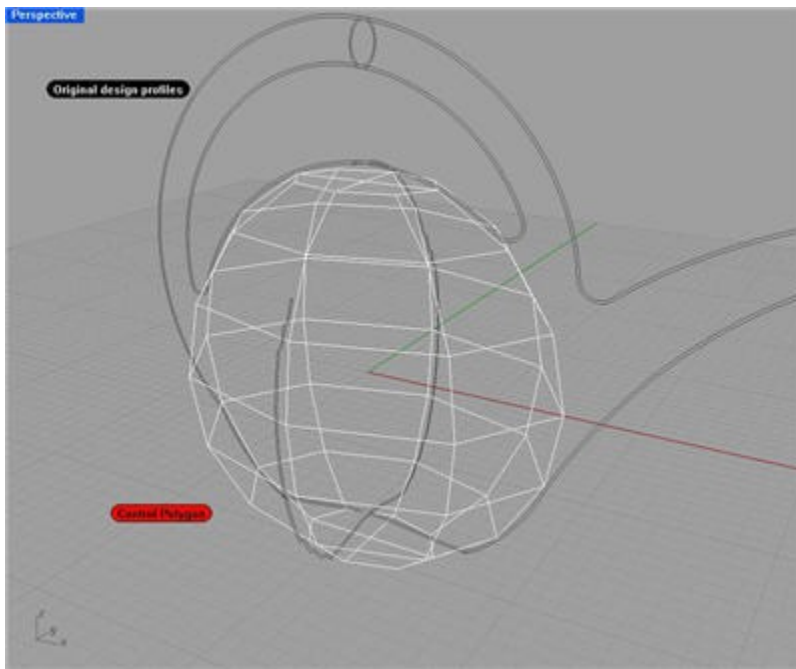 Perspective
Original design profiles
Control Polygon
z
y
x